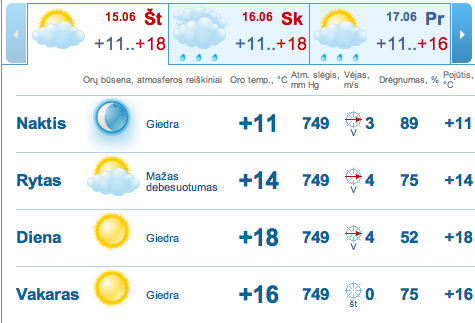 15.06 Št
+11..+18
16.06 Sk
+11..+18
17.06 Pr
+11..+16
Orų būsena, atmosferos reiškiniai Oro temp., °C Atm. slėgis, mm Hg Vėjas, m/s Drėgnumas, % Pojūtis, °C
Naktis Giedra +11 749 V 3 89 +11
Rytas Mažas debesuotumas +14 749 V 4 75 +14
Diena Giedra +18 749 V 4 52 +18
Vakaras Giedra +16 749 št 0 75 +16